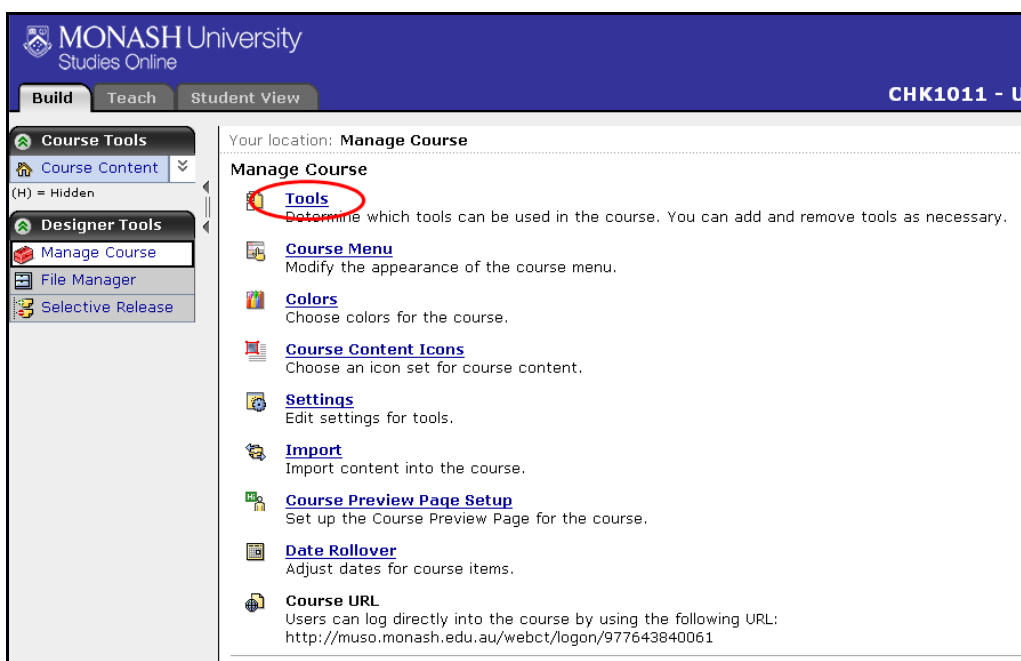 MONASH University
Studies Online
Build Teach Student View
CHK1011 - U
Course Tools
Course Content
(H) = Hidden
Designer Tools
Manage Course
File Manager
Selective Release
Your location: Manage Course
Manage Course
Tools
Determine which tools can be used in the course. You can add and remove tools as necessary.
Course Menu
Modify the appearance of the course menu.
Colors
Choose colors for the course.
Course Content Icons
Choose an icon set for course content.
Settings
Edit settings for tools.
Import
Import content into the course.
Course Preview Page Setup
Set up the Course Preview Page for the course.
Date Rollover
Adjust dates for course items.
Course URL
Users can log directly into the course by using the following URL:
http://muso.monash.edu.au/webct/logon/977643840061